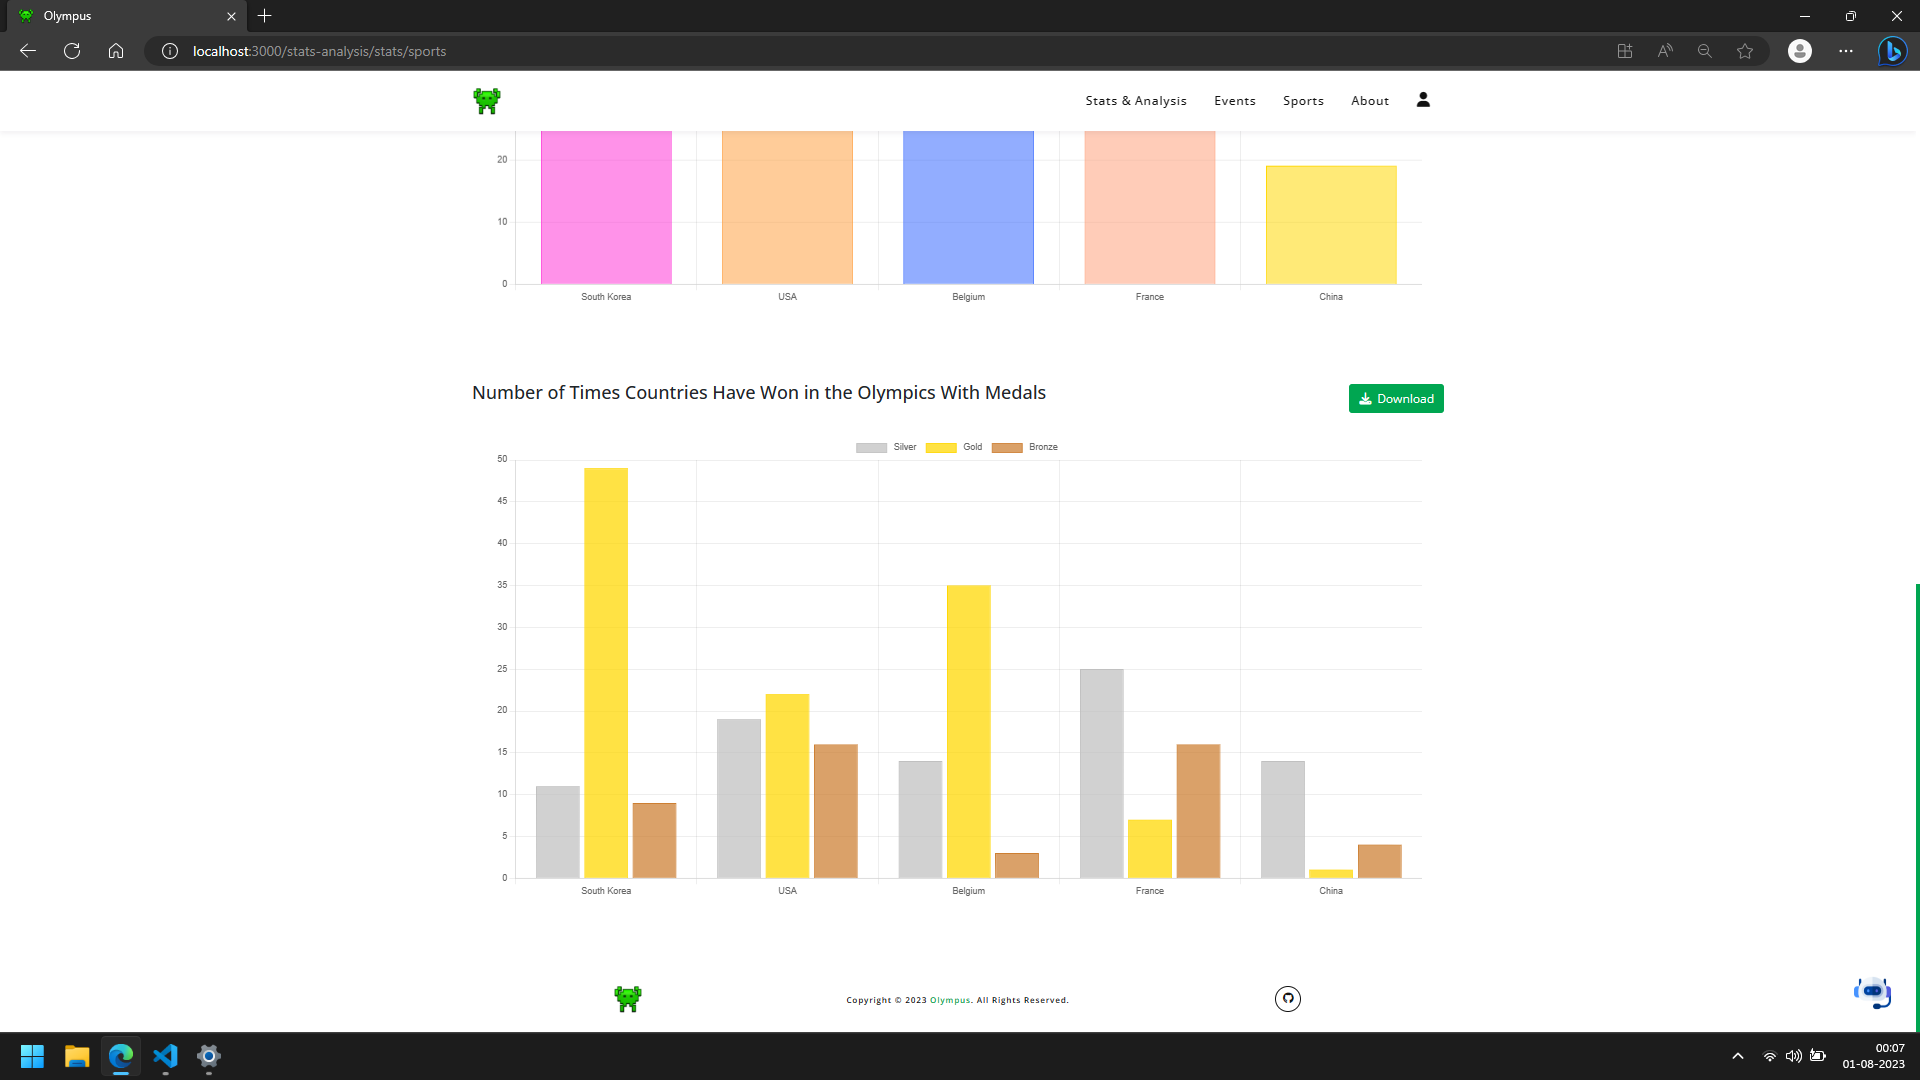 Olympus
localhost:3000/stats-analysis/stats/sports
Stats & Analysis Events Sports About
20
10
0
South Korea USA Belgium France China
Number of Times Countries Have Won in the Olympics With Medals
Download
Silver Gold Bronze
50
45
40
35
30
25
20
15
10
5
0
South Korea USA Belgium France China
Copyright © 2023 Olympus. All Rights Reserved.
00:07
01-08-2023